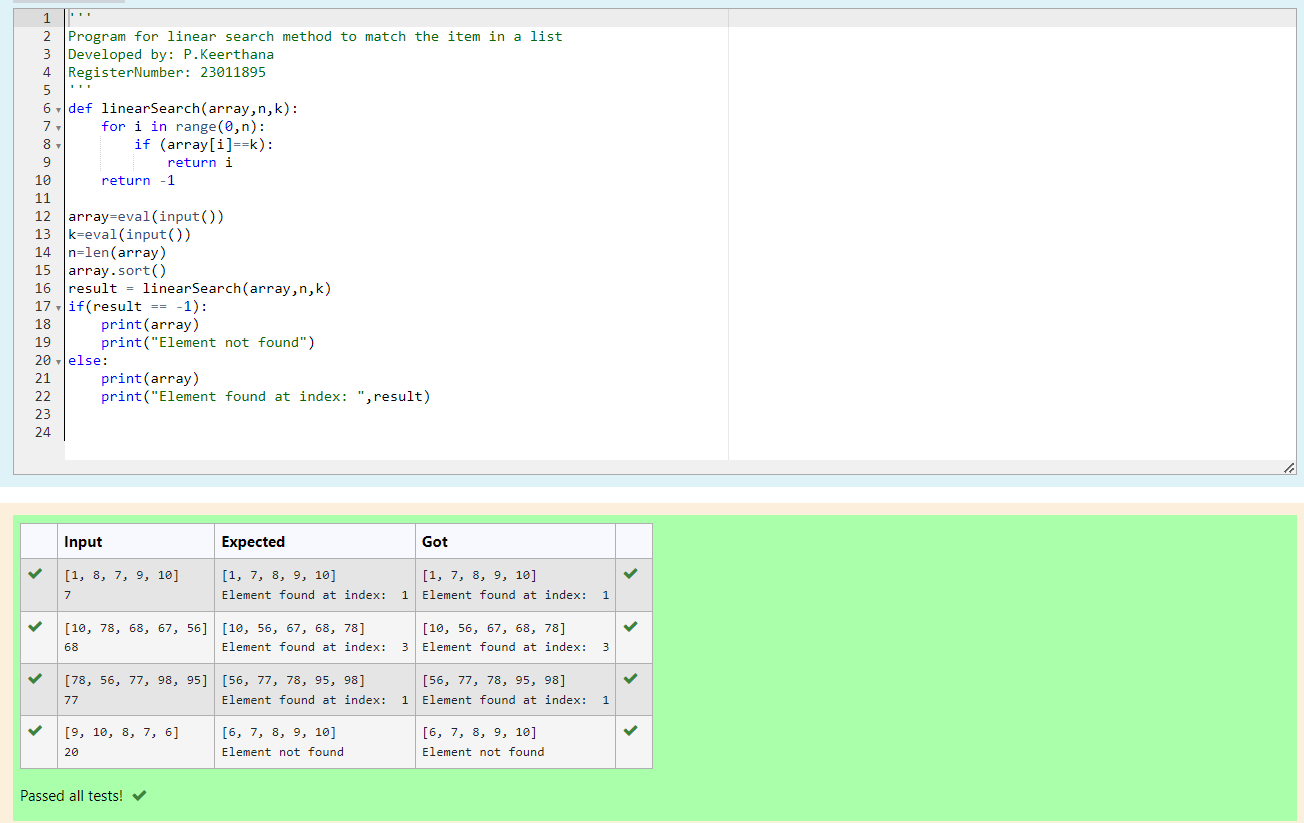 1 '''
2 Program for linear search method to match the item in a list
3 Developed by: P.Keerthana
4 RegisterNumber: 23011895
5 '''
6 def linearSearch(array,n,k):
7     for i in range(0,n):
8         if (array[i]==k):
9             return i
10     return -1
11
12 array=eval(input())
13 k=eval(input())
14 n=len(array)
15 array.sort()
16 result = linearSearch(array,n,k)
17 if(result == -1):
18     print(array)
19     print("Element not found")
20 else:
21     print(array)
22     print("Element found at index: ",result)
23
24
Input Expected Got
[1, 8, 7, 9, 10] [1, 7, 8, 9, 10] [1, 7, 8, 9, 10]
7 Element found at index:  1 Element found at index:  1
[10, 78, 68, 67, 56] [10, 56, 67, 68, 78] [10, 56, 67, 68, 78]
68 Element found at index:  3 Element found at index:  3
[78, 56, 77, 98, 95] [56, 77, 78, 95, 98] [56, 77, 78, 95, 98]
77 Element found at index:  1 Element found at index:  1
[9, 10, 8, 7, 6] [6, 7, 8, 9, 10] [6, 7, 8, 9, 10]
20 Element not found Element not found
Passed all tests!